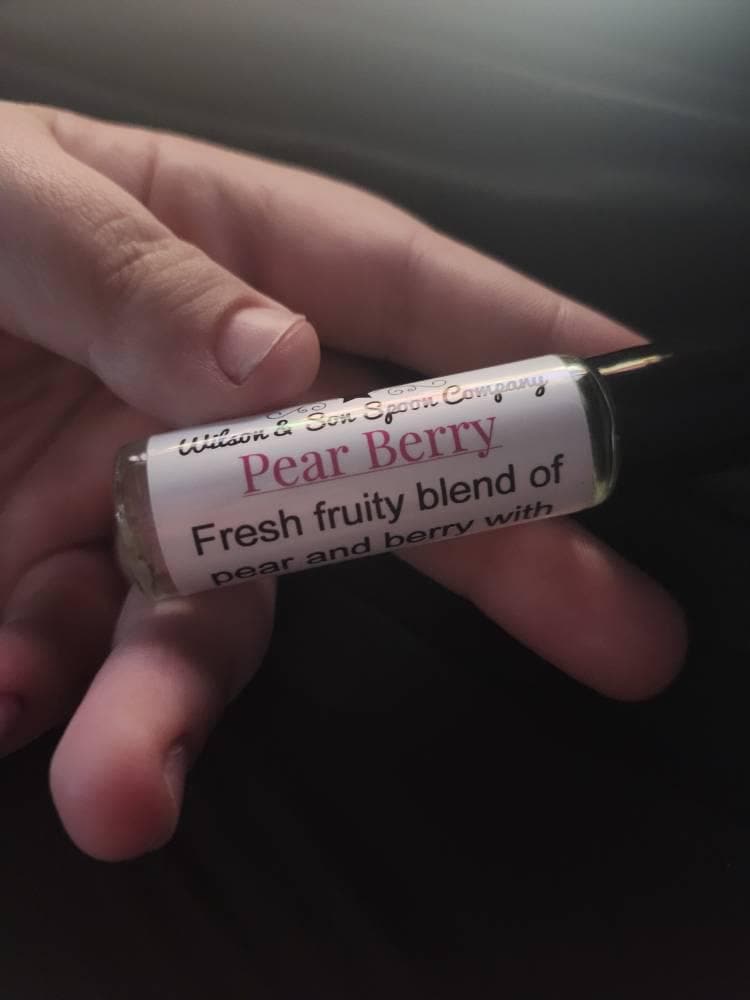 Wilson & Son Spoon Company
Pear Berry
Fresh fruity blend of
pear and berry with